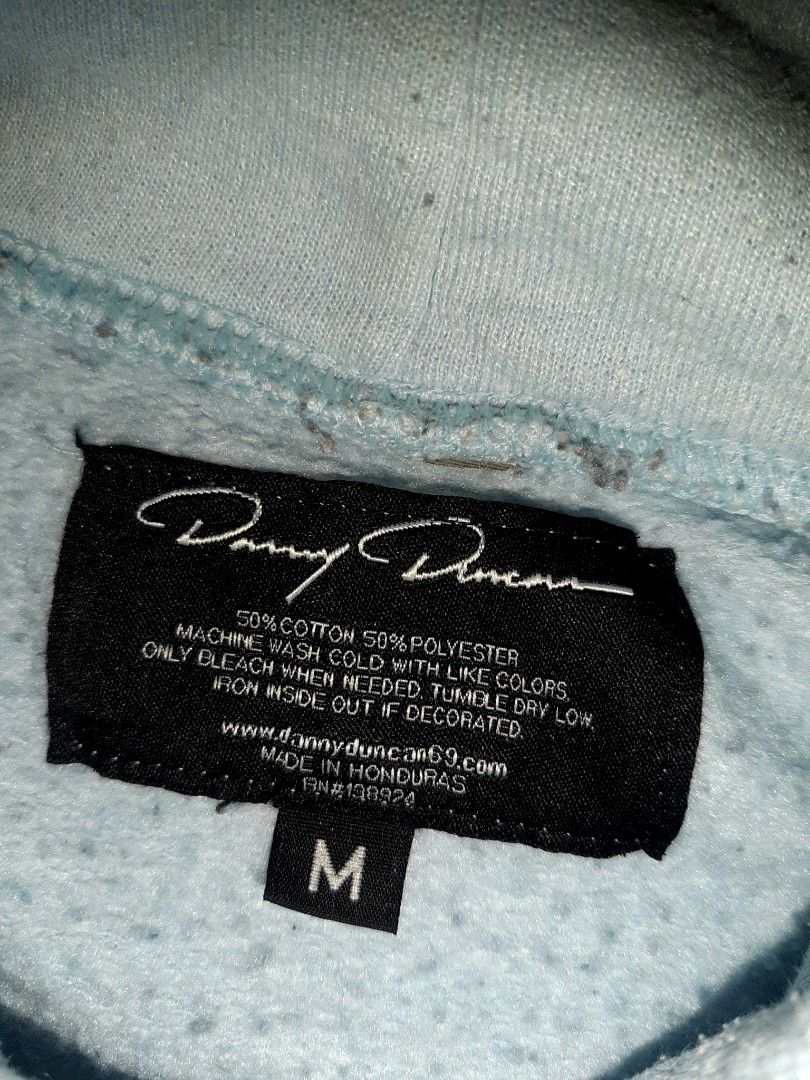 Danny Duncan
50% COTTON 50% POLYESTER
MACHINE WASH COLD WITH LIKE COLORS.
ONLY BLEACH WHEN NEEDED. TUMBLE DRY LOW.
IRON INSIDE OUT IF DECORATED.
www.dannyduncan69.com
MADE IN HONDURAS
RN#138924
M